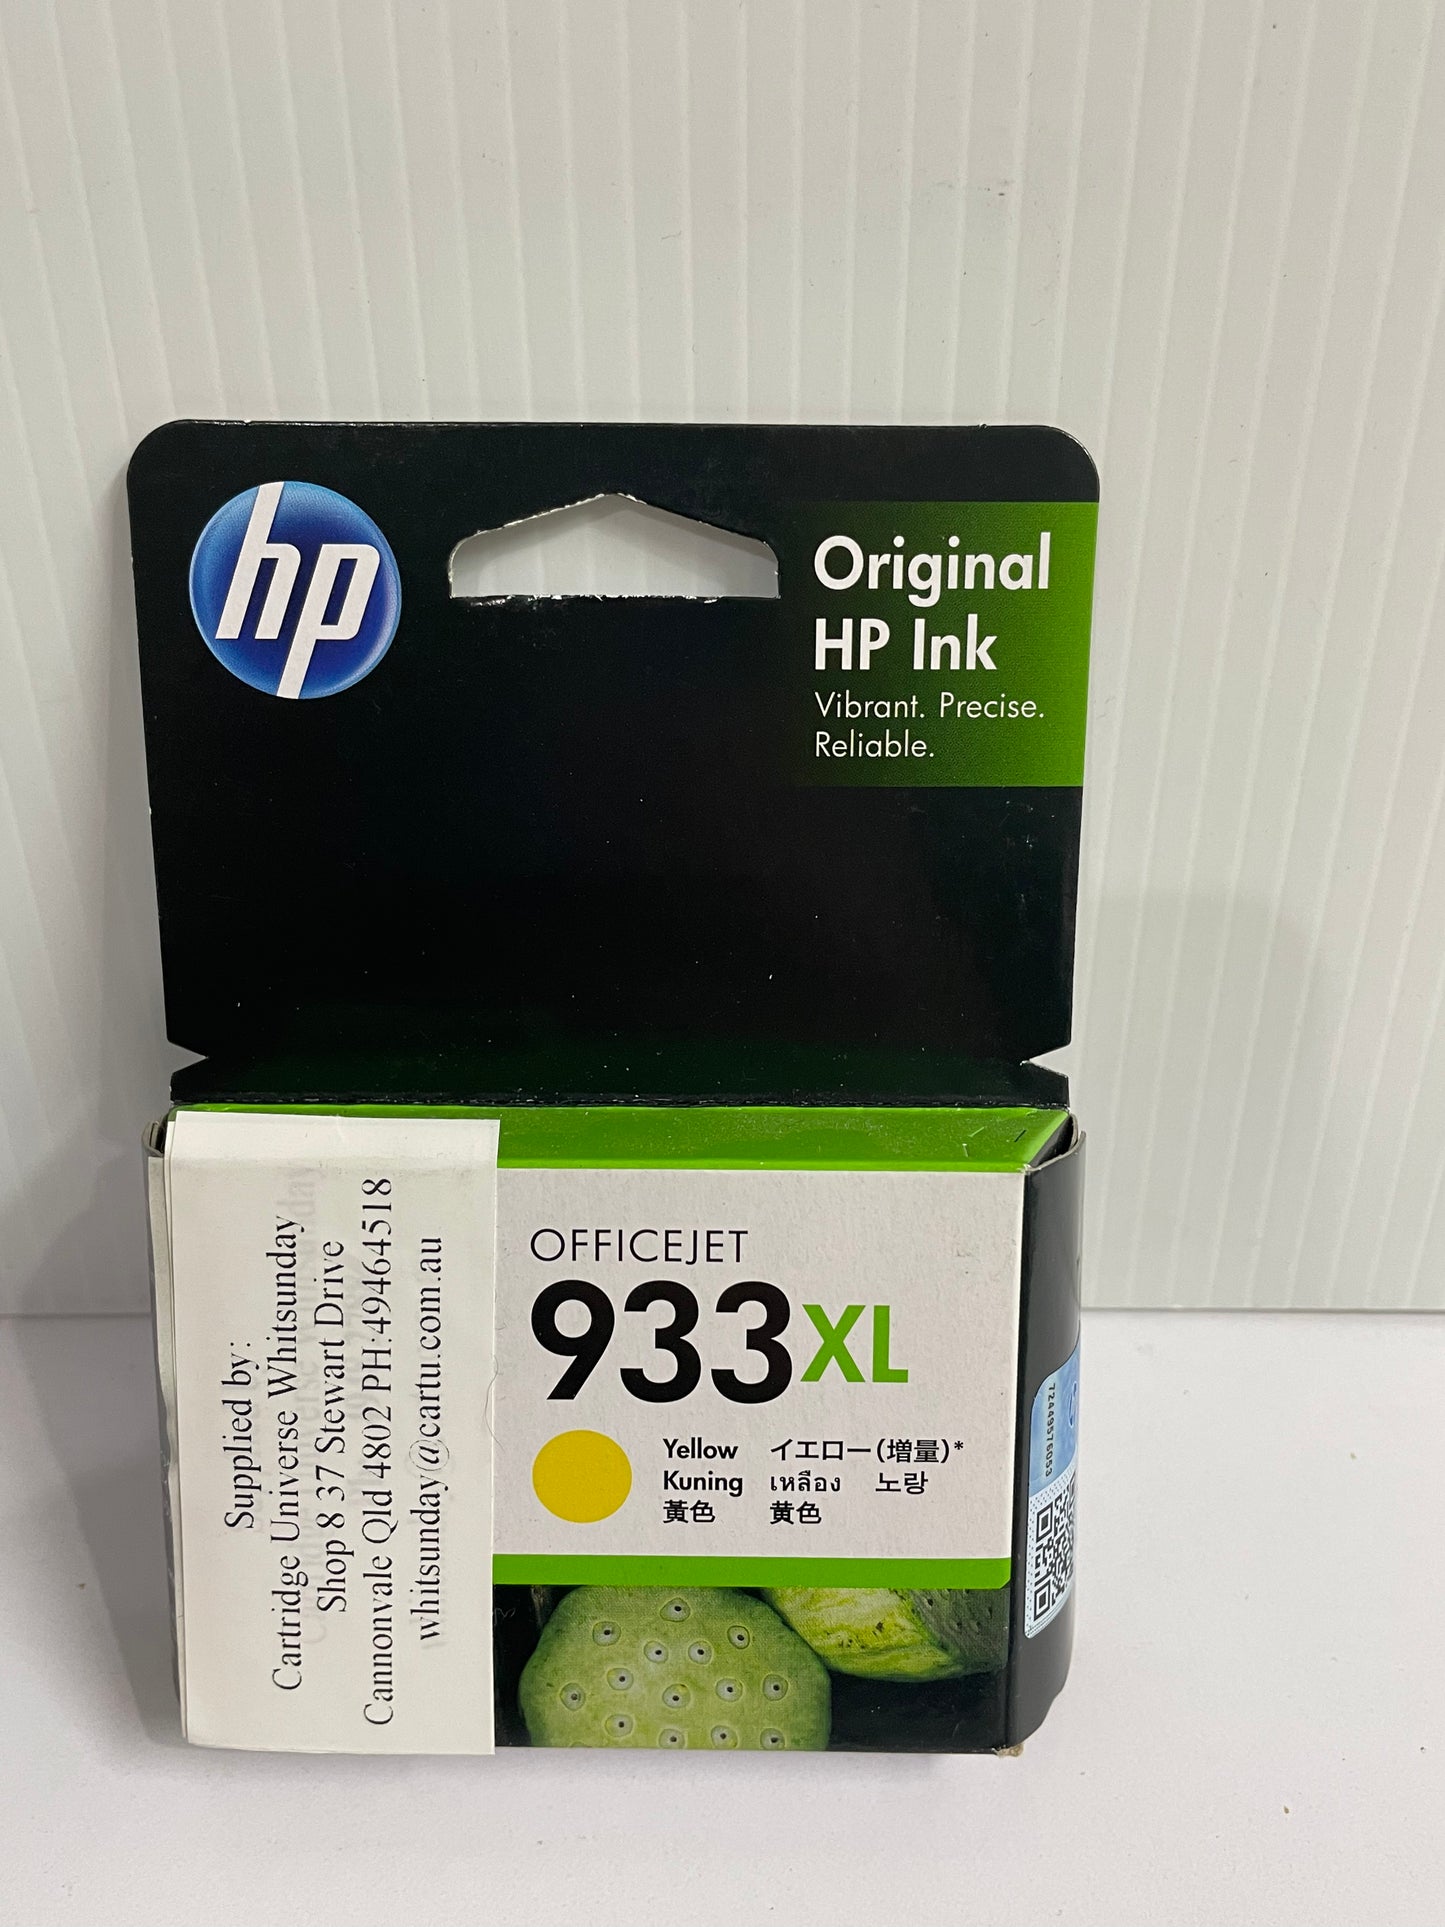 hp
Original
HP Ink
Vibrant. Precise.
Reliable.
Supplied by:
Cartridge Universe Whitsunday
Shop 8 37 Stewart Drive
Cannonvale Qld 4802 PH:49464518
whitsunday@cartu.com.au
OFFICEJET
933XL
Yellow イエロー(増量)*
Kuning เหลือง 노랑
黃色 黄色
72449576053